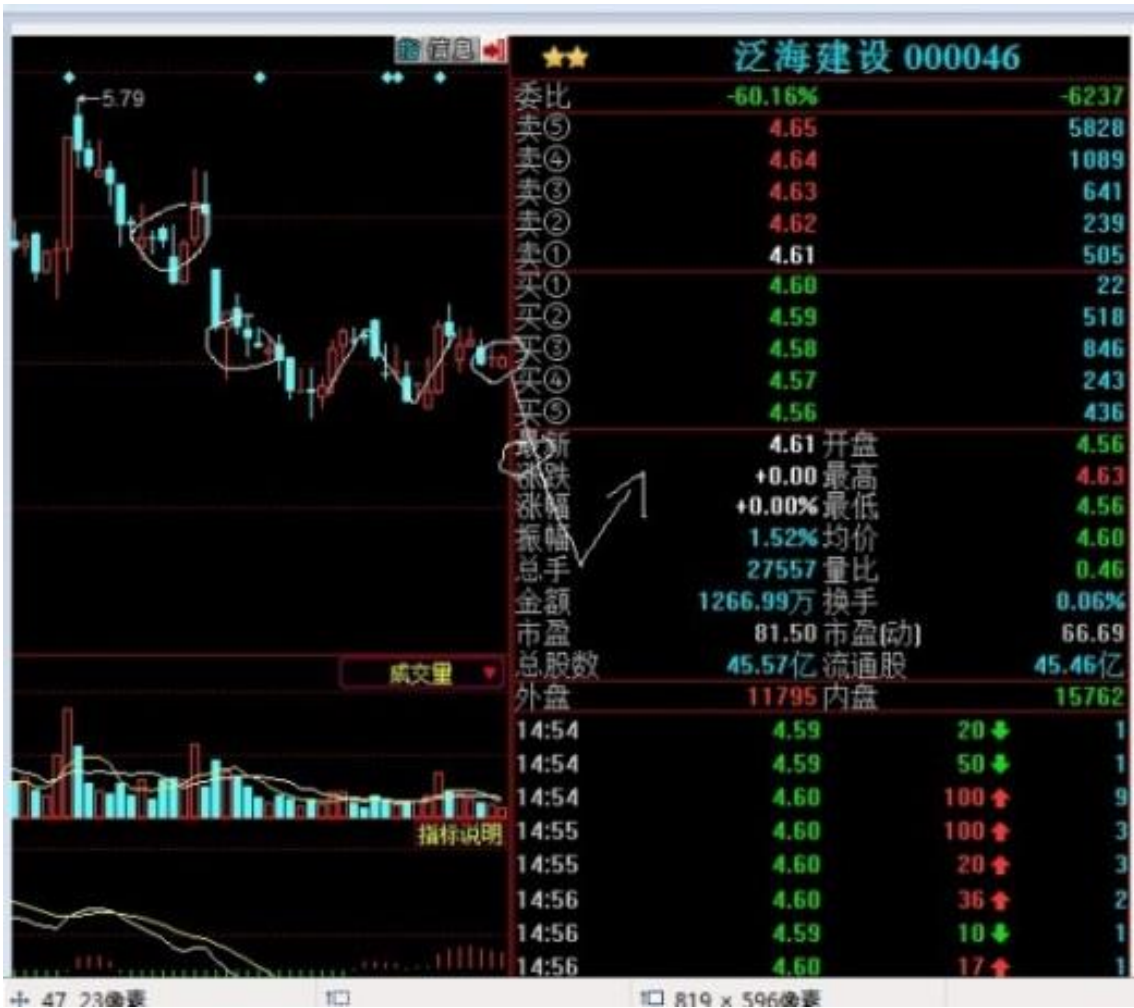 信息
泛海建设 000046
5.79
委比 -60.16% -6237
卖⑤ 4.65 5828
卖④ 4.64 1089
卖③ 4.63 641
卖② 4.62 239
卖① 4.61 505
买① 4.60 22
买② 4.59 518
买③ 4.58 846
买④ 4.57 243
买⑤ 4.56 436
最新 4.61 开盘 4.56
涨跌 +0.00 最高 4.63
涨幅 +0.00% 最低 4.56
振幅 1.52% 均价 4.60
总手 27557 量比 0.46
金额 1266.99万 换手 0.06%
市盈 81.50 市盈(动) 66.69
总股数 45.57亿 流通股 45.46亿
成交量
外盘 11795 内盘 15762
14:54 4.59 20 1
14:54 4.59 50 1
14:54 4.60 100 9
指标说明
14:55 4.60 100 3
14:55 4.60 20 3
14:56 4.60 36 2
14:56 4.59 10 1
14:56 4.60 17 1
47, 23像素
819 × 596像素